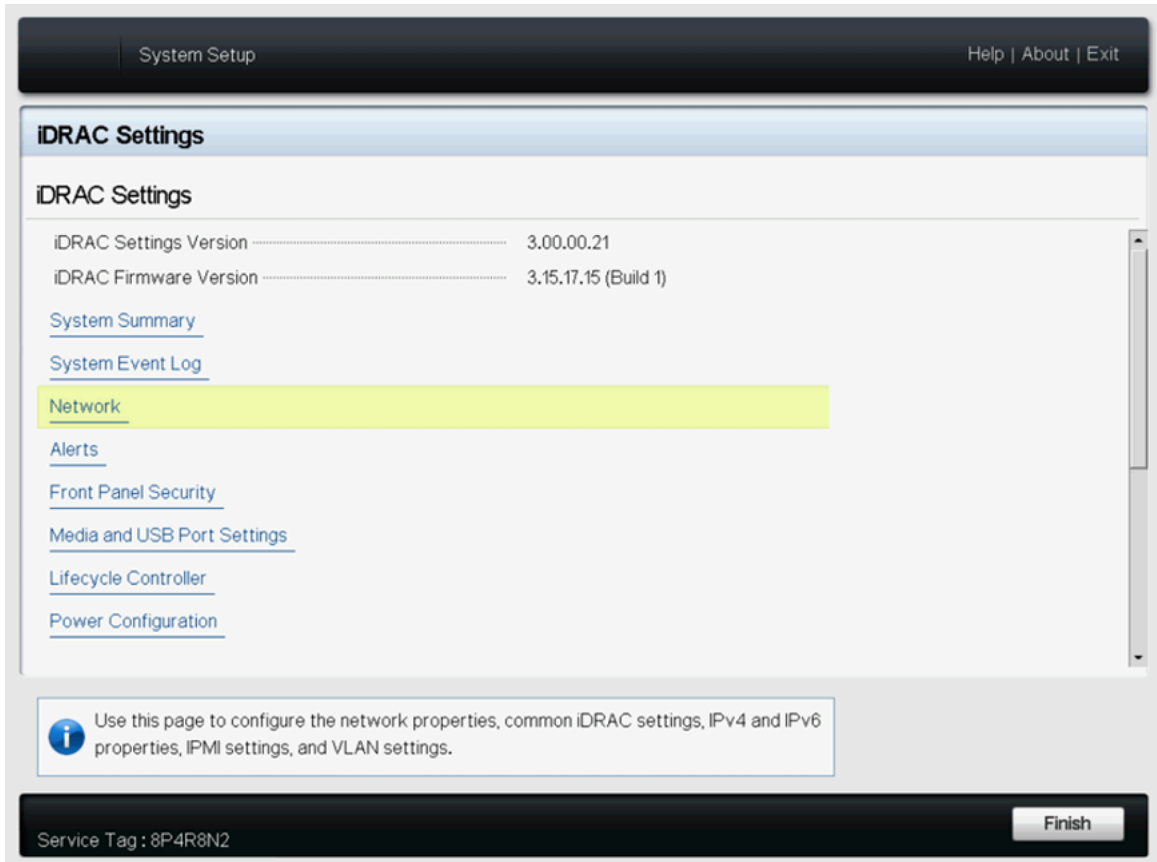 System Setup
Help | About | Exit
iDRAC Settings
iDRAC Settings
iDRAC Settings Version 3.00.00.21
iDRAC Firmware Version 3.15.17.15 (Build 1)
System Summary
System Event Log
Network
Alerts
Front Panel Security
Media and USB Port Settings
Lifecycle Controller
Power Configuration
Use this page to configure the network properties, common iDRAC settings, IPv4 and IPv6
properties, IPMI settings, and VLAN settings.
Service Tag : 8P4R8N2
Finish